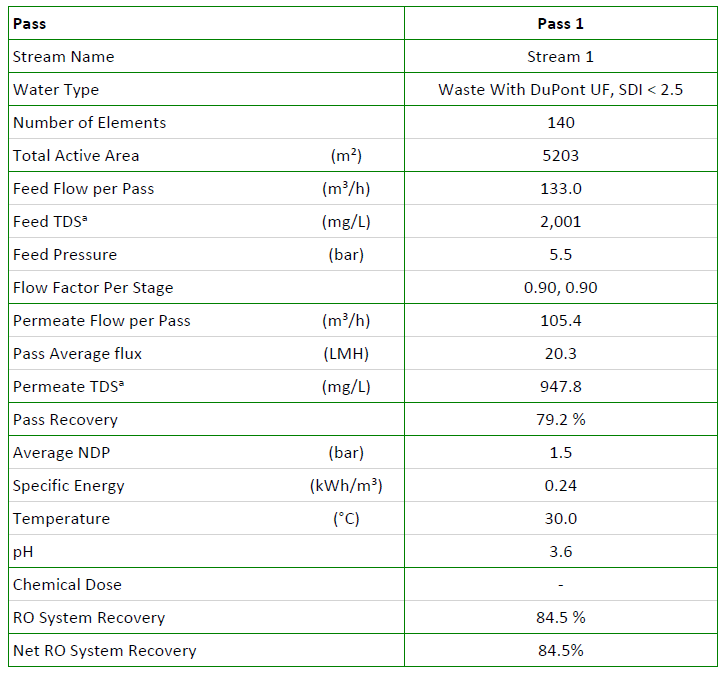 Pass Pass 1
Stream Name Stream 1
Water Type Waste With DuPont UF, SDI < 2.5
Number of Elements 140
Total Active Area (m²) 5203
Feed Flow per Pass (m³/h) 133.0
Feed TDSᵃ (mg/L) 2,001
Feed Pressure (bar) 5.5
Flow Factor Per Stage 0.90, 0.90
Permeate Flow per Pass (m³/h) 105.4
Pass Average flux (LMH) 20.3
Permeate TDSᵃ (mg/L) 947.8
Pass Recovery 79.2 %
Average NDP (bar) 1.5
Specific Energy (kWh/m³) 0.24
Temperature (°C) 30.0
pH 3.6
Chemical Dose -
RO System Recovery 84.5 %
Net RO System Recovery 84.5%